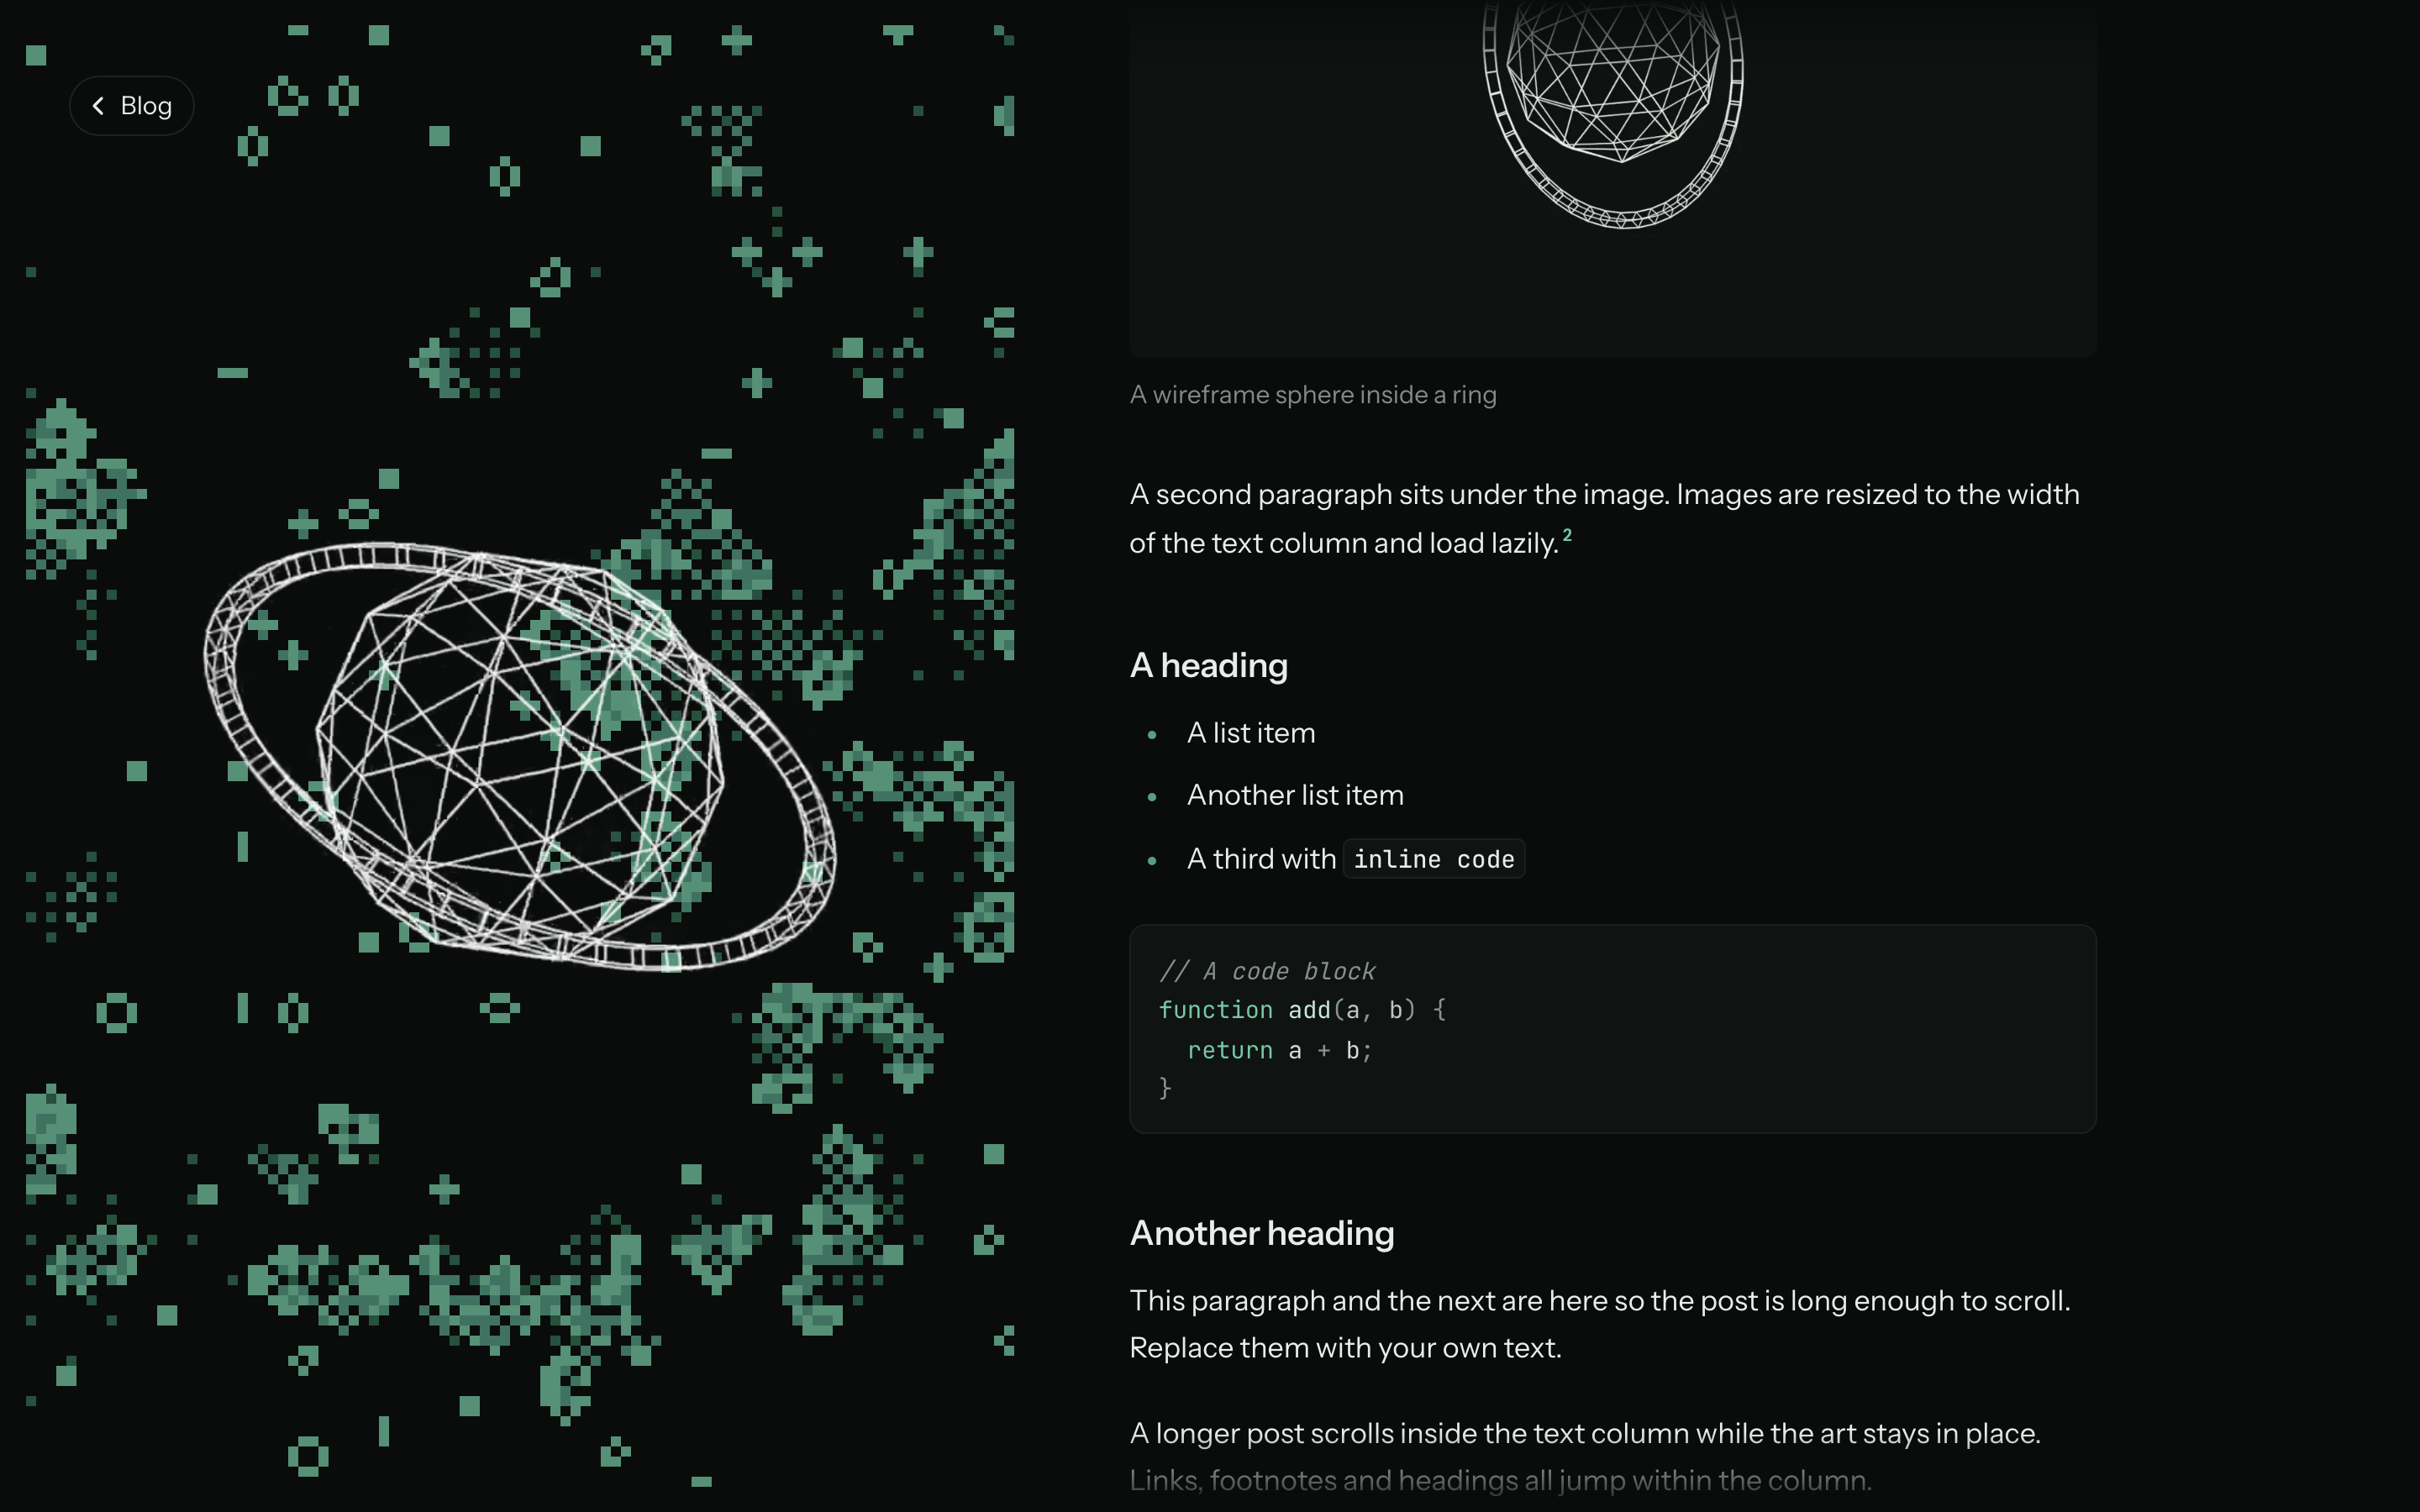 Blog
A wireframe sphere inside a ring
A second paragraph sits under the image. Images are resized to the width
of the text column and load lazily. 2
A heading
• A list item
• Another list item
• A third with inline code
// A code block
function add(a, b) {
  return a + b;
}
Another heading
This paragraph and the next are here so the post is long enough to scroll.
Replace them with your own text.
A longer post scrolls inside the text column while the art stays in place.
Links, footnotes and headings all jump within the column.